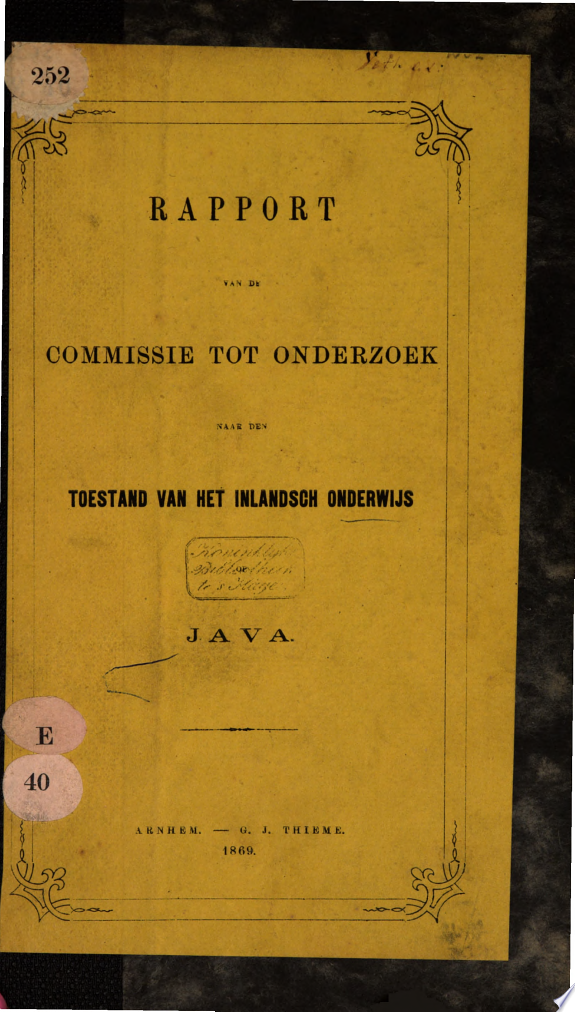 252
RAPPORT
VAN DE
COMMISSIE TOT ONDERZOEK
NAAR DEN
TOESTAND VAN HET INLANDSCH ONDERWIJS
Koninklijke
Bibliotheek
te 's Hage
OP
JAVA.
E
40
ARNHEM. — G. J. THIEME.
1869.